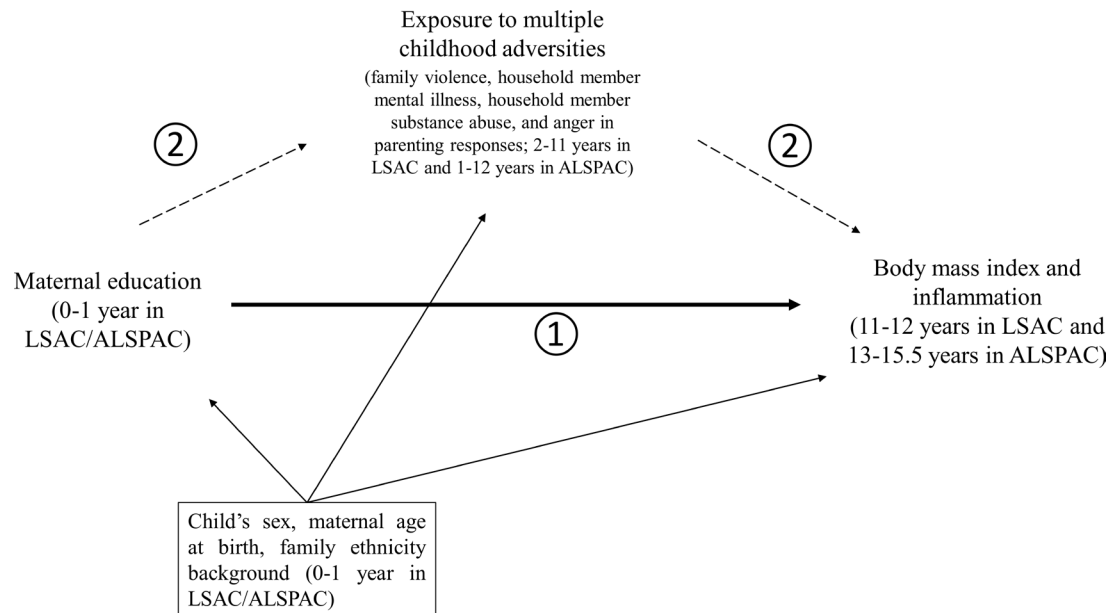 Exposure to multiple
childhood adversities
(family violence, household member
mental illness, household member
substance abuse, and anger in
parenting responses; 2-11 years in
LSAC and 1-12 years in ALSPAC)
2
2
Maternal education
(0-1 year in
LSAC/ALSPAC)
1
Body mass index and
inflammation
(11-12 years in LSAC and
13-15.5 years in ALSPAC)
Child’s sex, maternal age
at birth, family ethnicity
background (0-1 year in
LSAC/ALSPAC)